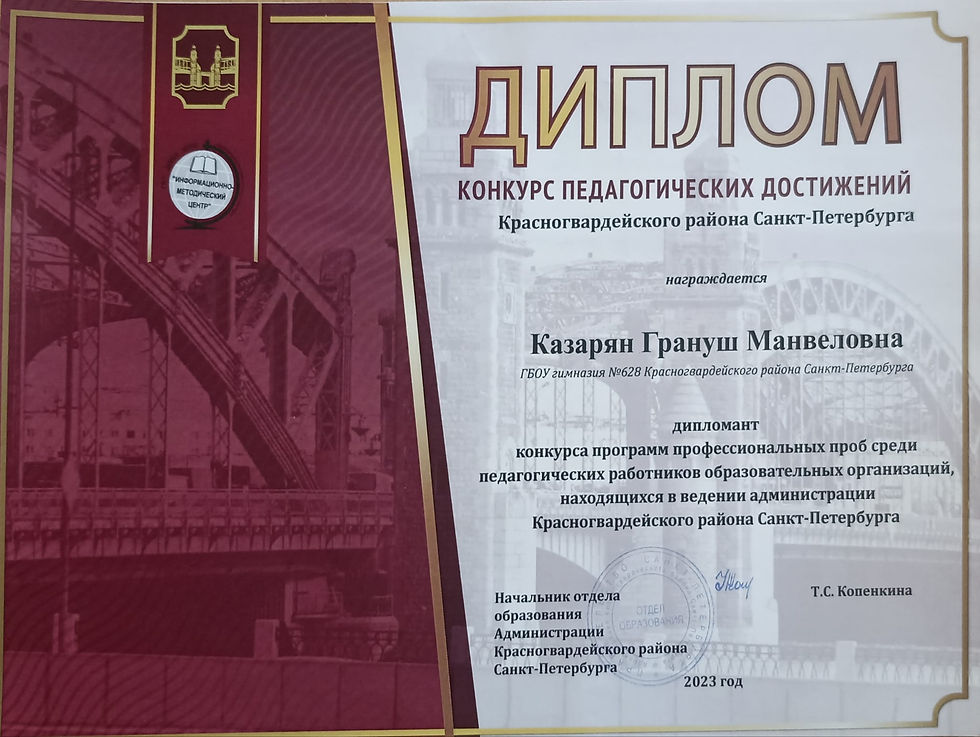 "ИНФОРМАЦИОННО-
МЕТОДИЧЕСКИЙ
ЦЕНТР"
ДИПЛОМ
КОНКУРС ПЕДАГОГИЧЕСКИХ ДОСТИЖЕНИЙ
Красногвардейского района Санкт-Петербурга
награждается
Казарян Грануш Манвеловна
ГБОУ гимназия №628 Красногвардейского района Санкт-Петербурга
дипломант
конкурса программ профессиональных проб среди
педагогических работников образовательных организаций,
находящихся в ведении администрации
Красногвардейского района Санкт-Петербурга
Начальник отдела
образования
Администрации
Красногвардейского района
Санкт-Петербурга
Т.С. Копенкина
ОТДЕЛ
ОБРАЗОВАНИЯ
2023 год